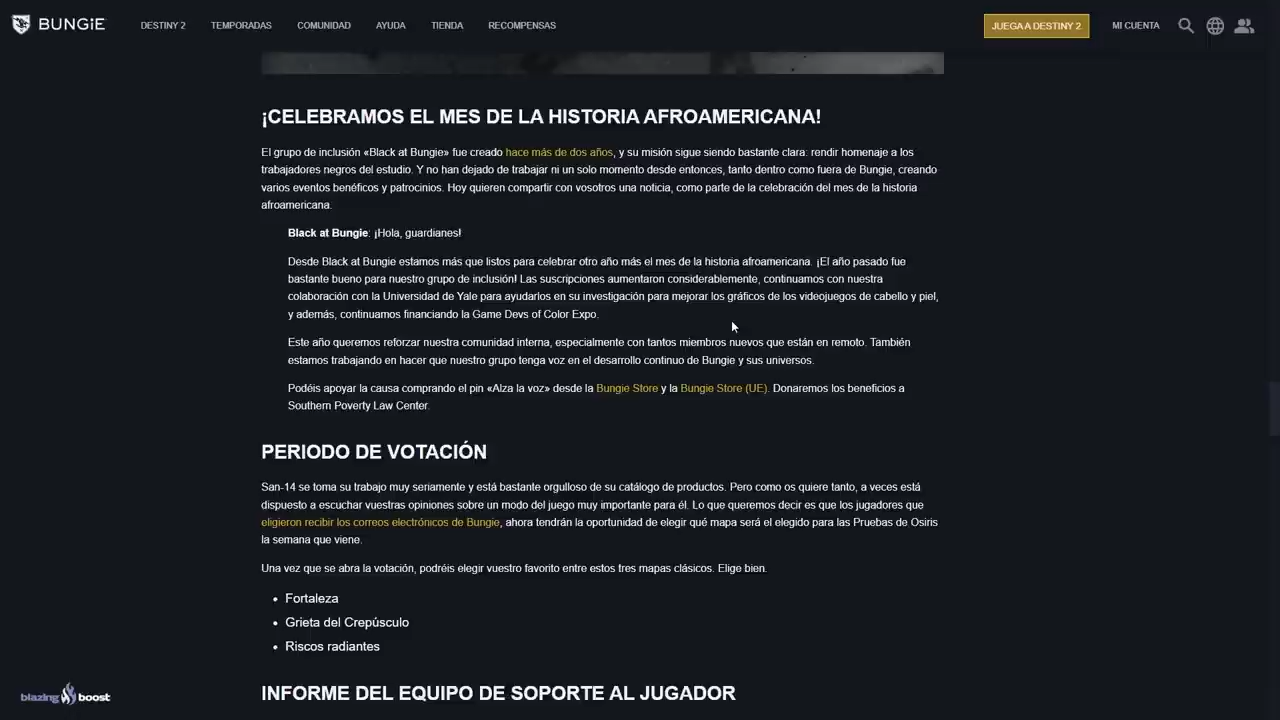 BUNGiE
DESTINY 2
TEMPORADAS
COMUNIDAD
AYUDA
TIENDA
RECOMPENSAS
JUEGA A DESTINY 2
MI CUENTA
¡CELEBRAMOS EL MES DE LA HISTORIA AFROAMERICANA!
El grupo de inclusión «Black at Bungie» fue creado hace más de dos años, y su misión sigue siendo bastante clara: rendir homenaje a los
trabajadores negros del estudio. Y no han dejado de trabajar ni un solo momento desde entonces, tanto dentro como fuera de Bungie, creando
varios eventos benéficos y patrocinios. Hoy quieren compartir con vosotros una noticia, como parte de la celebración del mes de la historia
afroamericana.
Black at Bungie: ¡Hola, guardianes!
Desde Black at Bungie estamos más que listos para celebrar otro año más el mes de la historia afroamericana. ¡El año pasado fue
bastante bueno para nuestro grupo de inclusión! Las suscripciones aumentaron considerablemente, continuamos con nuestra
colaboración con la Universidad de Yale para ayudarlos en su investigación para mejorar los gráficos de los videojuegos de cabello y piel,
y además, continuamos financiando la Game Devs of Color Expo.
Este año queremos reforzar nuestra comunidad interna, especialmente con tantos miembros nuevos que están en remoto. También
estamos trabajando en hacer que nuestro grupo tenga voz en el desarrollo continuo de Bungie y sus universos.
Podéis apoyar la causa comprando el pin «Alza la voz» desde la Bungie Store y la Bungie Store (UE). Donaremos los beneficios a
Southern Poverty Law Center.
PERIODO DE VOTACIÓN
San-14 se toma su trabajo muy seriamente y está bastante orgulloso de su catálogo de productos. Pero como os quiere tanto, a veces está
dispuesto a escuchar vuestras opiniones sobre un modo del juego muy importante para él. Lo que queremos decir es que los jugadores que
eligieron recibir los correos electrónicos de Bungie, ahora tendrán la oportunidad de elegir qué mapa será el elegido para las Pruebas de Osiris
la semana que viene.
Una vez que se abra la votación, podréis elegir vuestro favorito entre estos tres mapas clásicos. Elige bien.
• Fortaleza
• Grieta del Crepúsculo
• Riscos radiantes
INFORME DEL EQUIPO DE SOPORTE AL JUGADOR
blazing boost